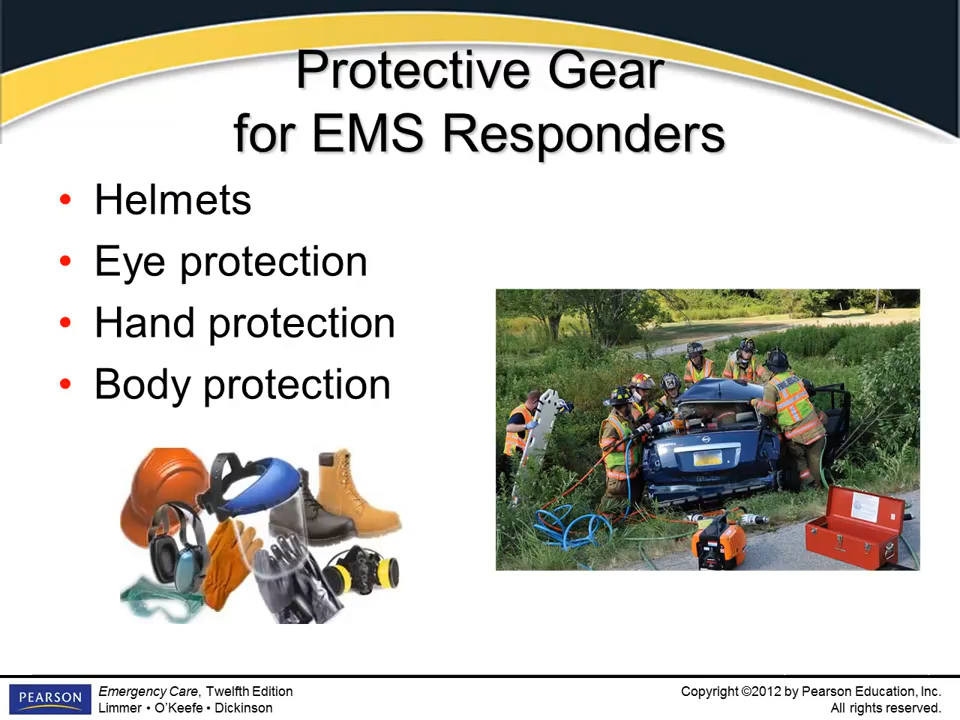 Protective Gear
for EMS Responders
• Helmets
• Eye protection
• Hand protection
• Body protection
PEARSON
Emergency Care, Twelfth Edition
Limmer • O'Keefe • Dickinson
Copyright ©2012 by Pearson Education, Inc.
All rights reserved.